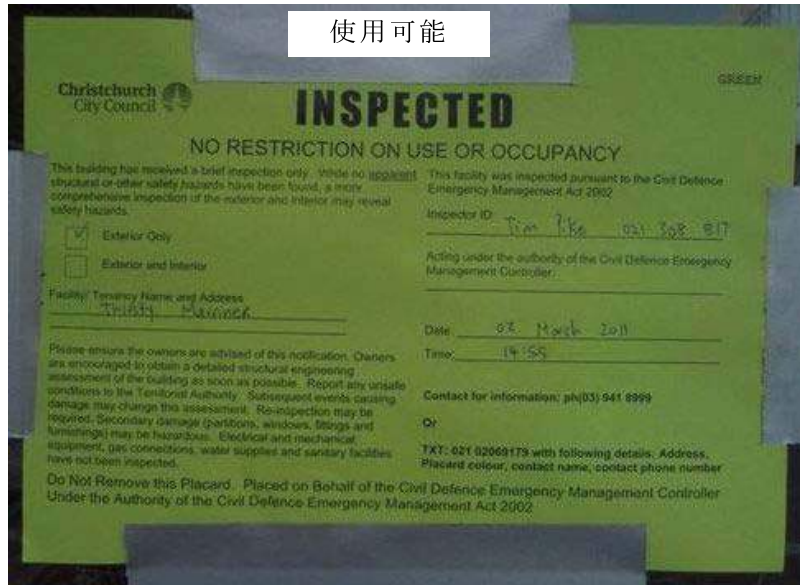 使用可能
GREEN
Christchurch
City Council
INSPECTED
NO RESTRICTION ON USE OR OCCUPANCY
This building has received a brief inspection only. While no apparent
structural or other safety hazards have been found, a more
comprehensive inspection of the exterior and interior may reveal
safety hazards.
Exterior Only
Exterior and Interior
Facility/ Tenancy Name and Address
Please ensure the owners are advised of this notification. Owners
are encouraged to obtain a detailed structural engineering
assessment of the building as soon as possible. Report any unsafe
conditions to the Territorial Authority. Subsequent events causing
damage may change this assessment. Re-inspection may be
required. Secondary damage (partitions, windows, fittings and
furnishings) may be hazardous. Electrical and mechanical
equipment, gas connections, water supplies and sanitary facilities
have not been inspected.
This facility was inspected pursuant to the Civil Defence
Emergency Management Act 2002
Inspector ID: Tim 021 308 817
Acting under the authority of the Civil Defence Emergency
Management Controller:
Date 02 March 2011
Time: 14:55
Contact for information: ph(03) 941 8999
Or
TXT: 021 02069179 with following details: Address,
Placard colour, contact name, contact phone number
Do Not Remove this Placard. Placed on Behalf of the Civil Defence Emergency Management Controller
Under the Authority of the Civil Defence Emergency Management Act 2002